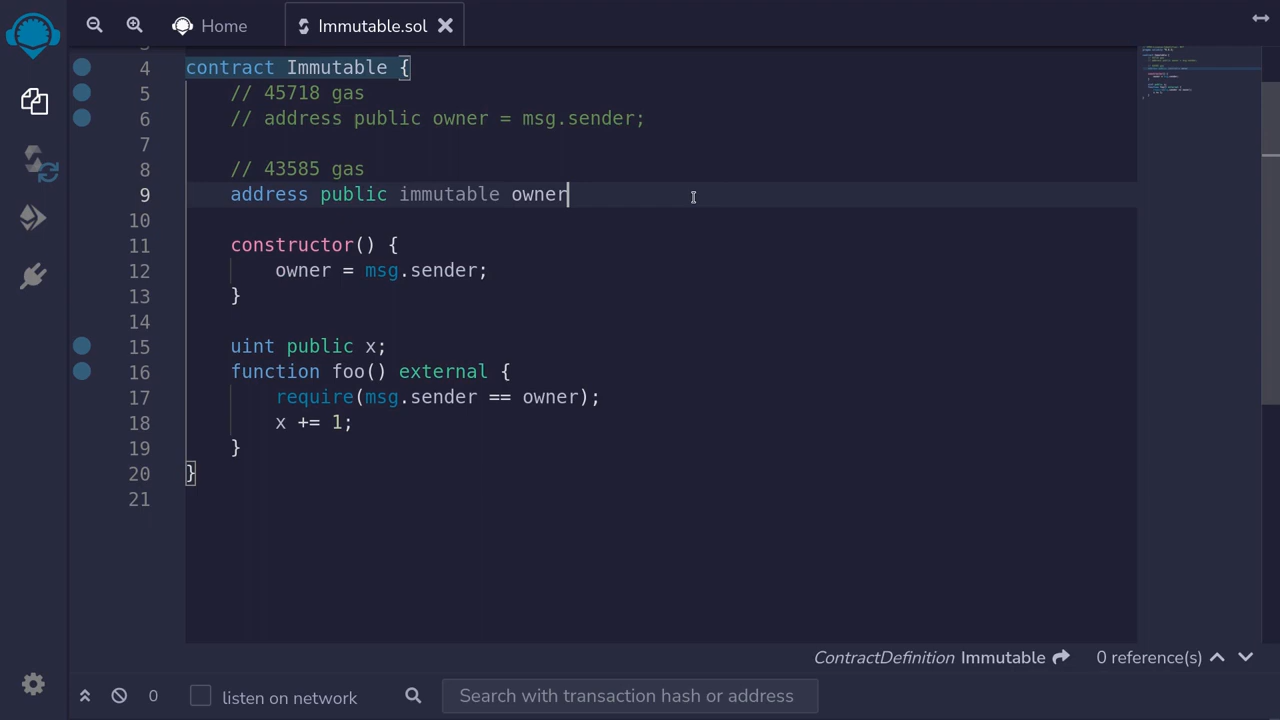 Home
Immutable.sol
4 contract Immutable {
5 // 45718 gas
6 // address public owner = msg.sender;
7
8 // 43585 gas
9 address public immutable owner
10
11 constructor() {
12 owner = msg.sender;
13 }
14
15 uint public x;
16 function foo() external {
17 require(msg.sender == owner);
18 x += 1;
19 }
20 }
21
ContractDefinition Immutable 0 reference(s)
0 listen on network Search with transaction hash or address